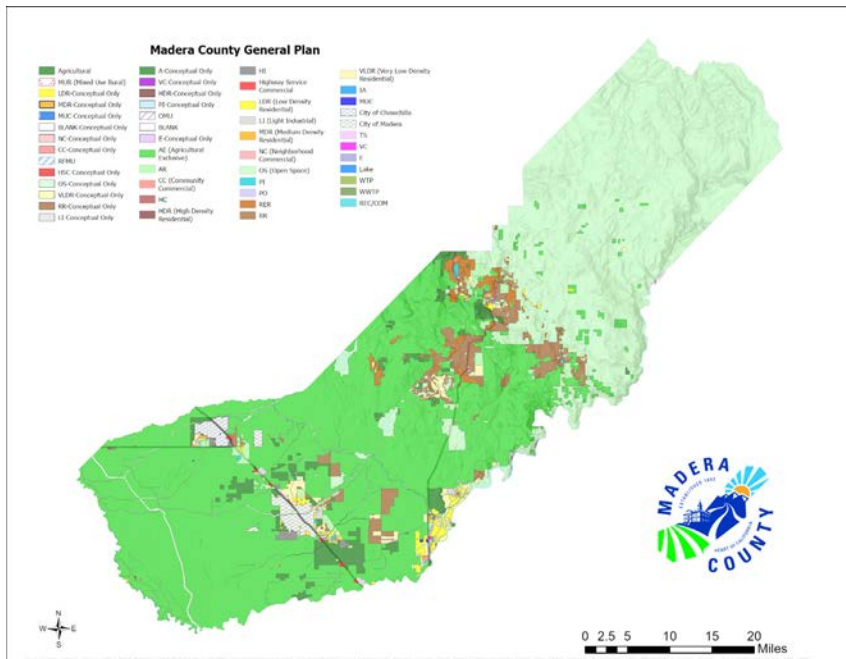 Madera County General Plan
Agricultural
MUR (Mixed Use Rural)
LDR-Conceptual Only
MDR-Conceptual Only
MUC-Conceptual Only
BLANK-Conceptual Only
NC-Conceptual Only
CC-Conceptual Only
RFMU
HSC Conceptual Only
OS-Conceptual Only
VLDR-Conceptual Only
RR-Conceptual Only
LI Conceptual Only
A-Conceptual Only
VC-Conceptual Only
HDR-Conceptual Only
PI-Conceptual Only
OMU
BLANK
E-Conceptual Only
AE (Agricultural
Exclusive)
AR
CC (Community
Commercial)
HC
HDR (High Density
Residential)
HI
Highway Service
Commercial
LDR (Low Density
Residential)
LI (Light Industrial)
MDR (Medium Density
Residential)
NC (Neighborhood
Commercial)
OS (Open Space)
PI
PO
RER
RR
VLDR (Very Low Density
Residential)
IA
MUC
City of Chowchilla
City of Madera
TS
VC
E
Lake
WTP
WWTP
REC/COM
MADERA
ESTABLISHED 1893
HEART OF CALIFORNIA
COUNTY
N
W E
S
0 2.5 5 10 15 20
Miles